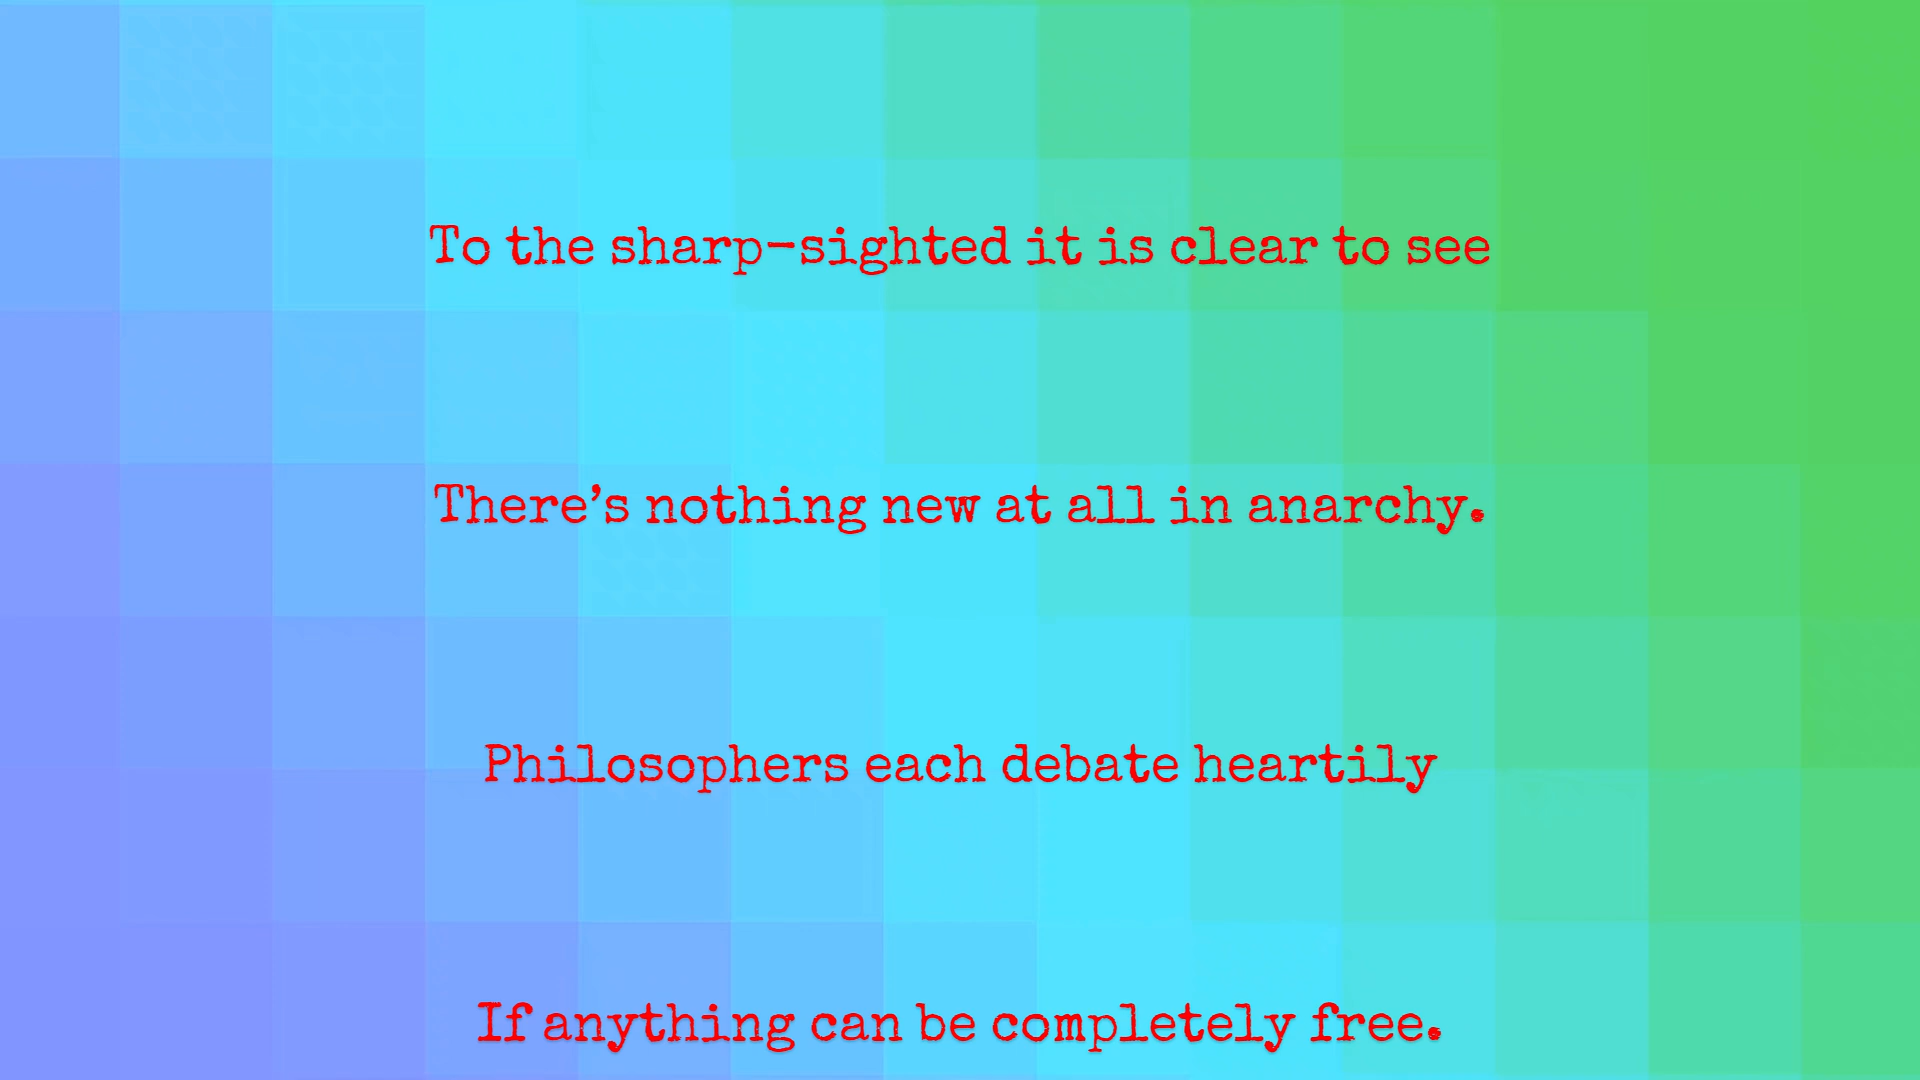 To the sharp-sighted it is clear to see
There’s nothing new at all in anarchy.
Philosophers each debate heartily
If anything can be completely free.